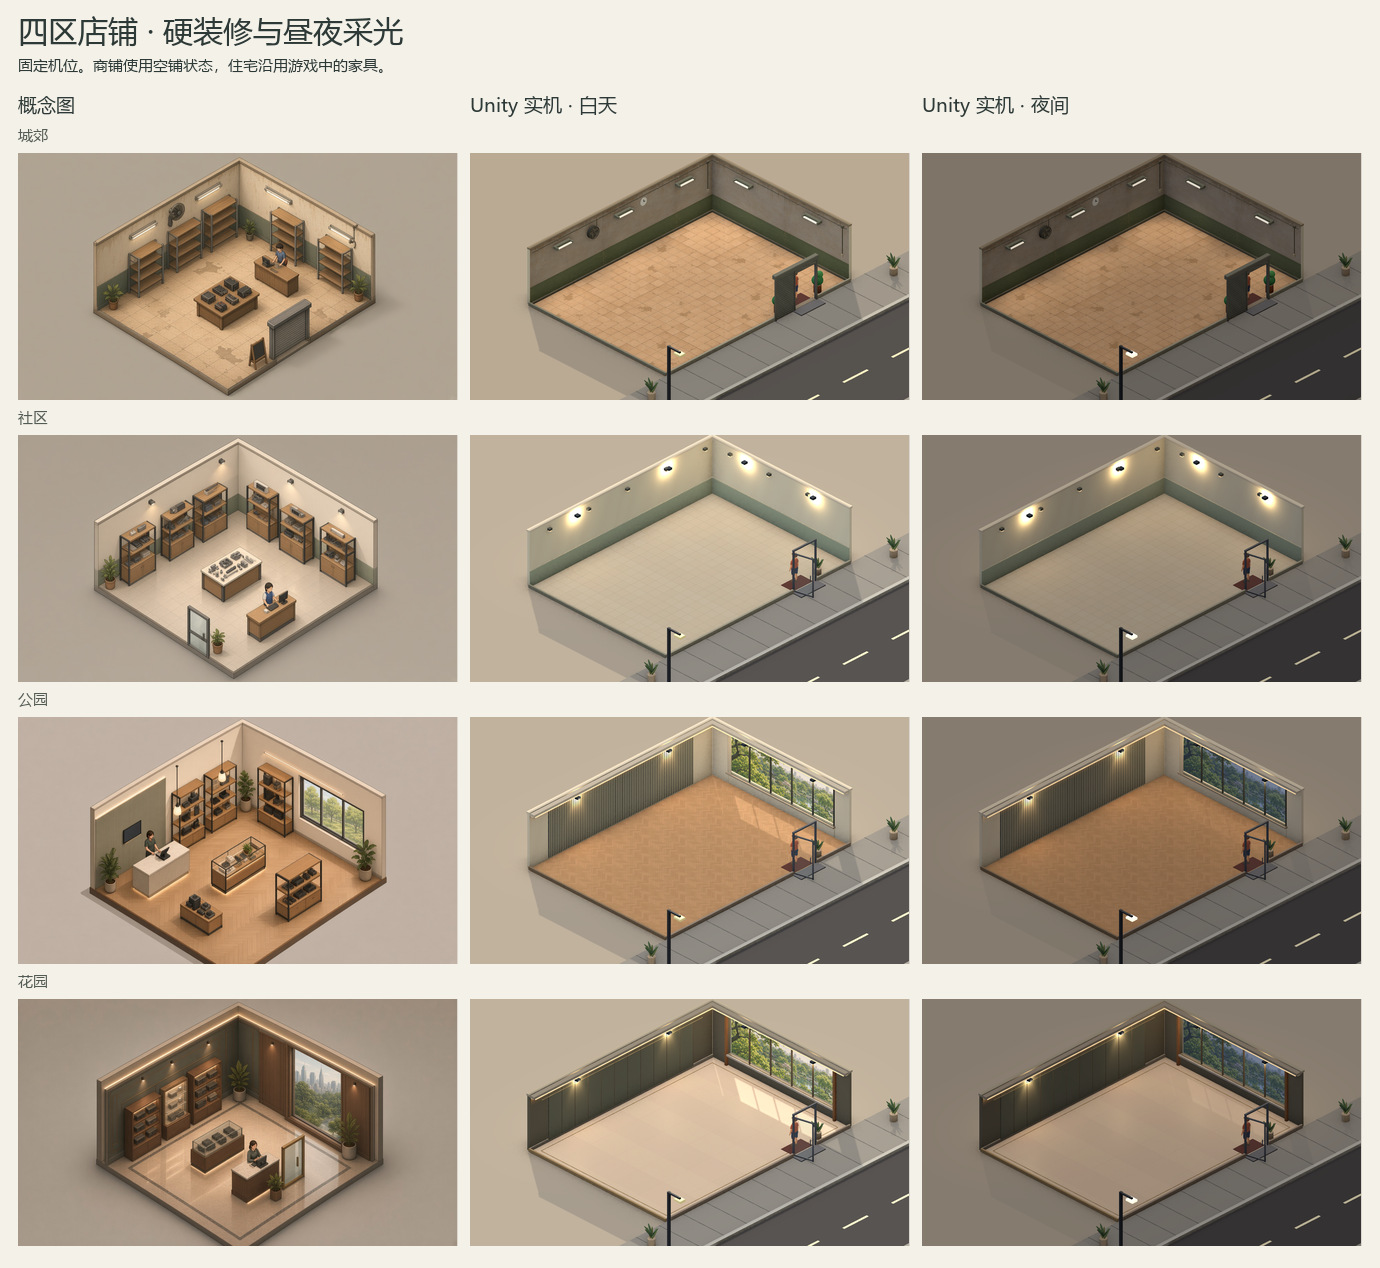 四区店铺 · 硬装修与昼夜采光
固定机位。商铺使用空铺状态，住宅沿用游戏中的家具。
概念图
Unity 实机 · 白天
Unity 实机 · 夜间
城郊
社区
公园
花园